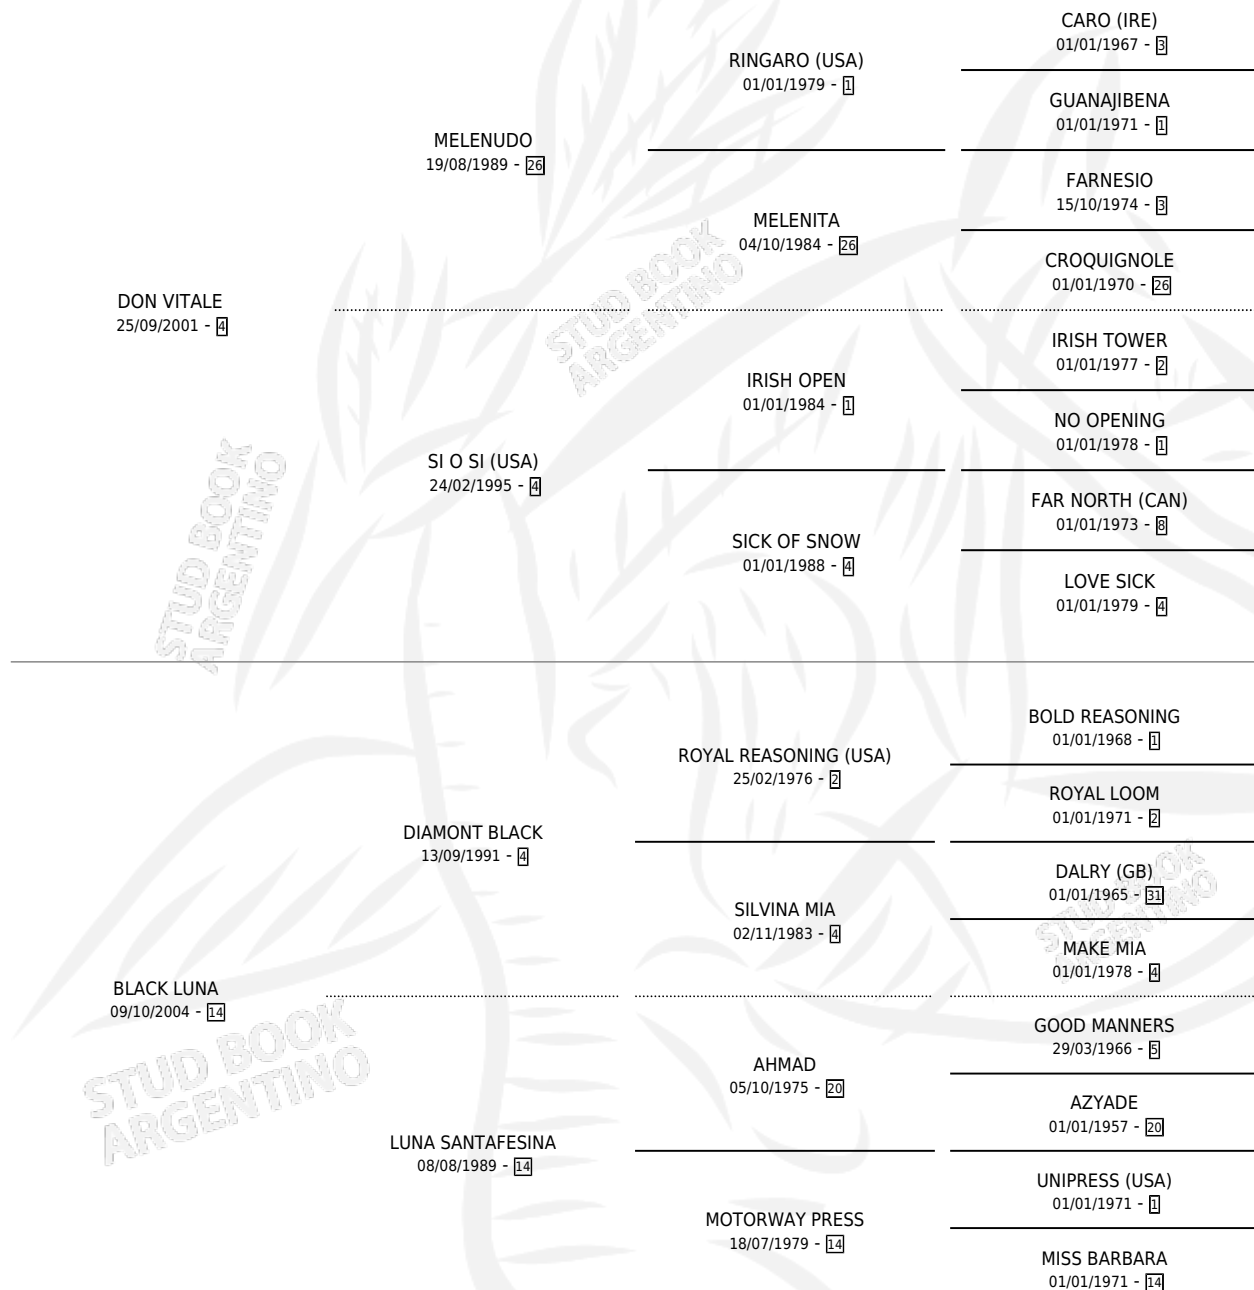 CARO (IRE)
01/01/1967 - 3
RINGARO (USA)
01/01/1979 - 1
GUANAJIBENA
01/01/1971 - 1
MELENUDO
19/08/1989 - 26
FARNESIO
15/10/1974 - 3
MELENITA
04/10/1984 - 26
CROQUIGNOLE
01/01/1970 - 26
DON VITALE
25/09/2001 - 4
IRISH TOWER
01/01/1977 - 2
IRISH OPEN
01/01/1984 - 1
NO OPENING
01/01/1978 - 1
SI O SI (USA)
24/02/1995 - 4
FAR NORTH (CAN)
01/01/1973 - 8
SICK OF SNOW
01/01/1988 - 4
LOVE SICK
01/01/1979 - 4
STUD BOOK
ARGENTINO
STUD BOOK
ARGENTINO
BOLD REASONING
01/01/1968 - 1
ROYAL REASONING (USA)
25/02/1976 - 2
ROYAL LOOM
01/01/1971 - 2
DIAMONT BLACK
13/09/1991 - 4
DALRY (GB)
01/01/1965 - 31
SILVINA MIA
02/11/1983 - 4
MAKE MIA
01/01/1978 - 4
STUD BOOK
ARGENTINO
BLACK LUNA
09/10/2004 - 14
GOOD MANNERS
29/03/1966 - 5
AHMAD
05/10/1975 - 20
AZYADE
01/01/1957 - 20
STUD BOOK
ARGENTINO
LUNA SANTAFESINA
08/08/1989 - 14
UNIPRESS (USA)
01/01/1971 - 1
MOTORWAY PRESS
18/07/1979 - 14
MISS BARBARA
01/01/1971 - 14